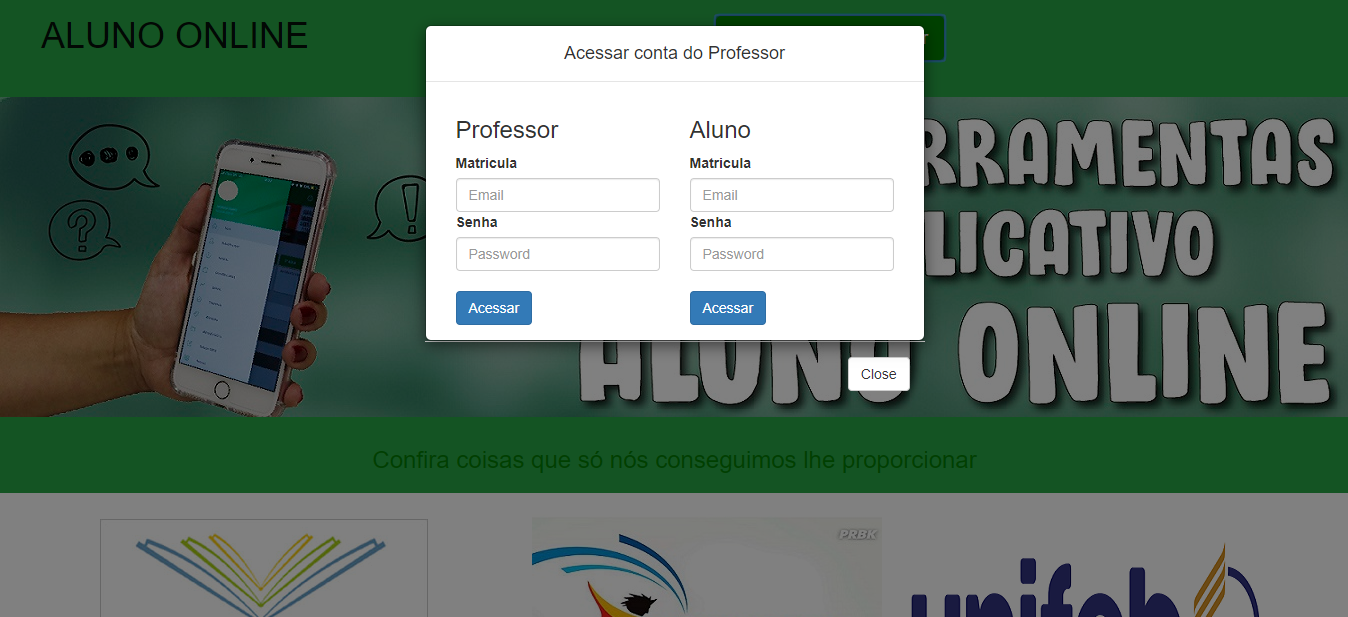 ALUNO ONLINE
Acessar conta do Professor
Professor
Aluno
Matricula
Matricula
Email
Email
Senha
Senha
Password
Password
Acessar
Acessar
Close
RRAMENTAS
LICATIVO
ALUNO ONLINE
Confira coisas que só nós conseguimos lhe proporcionar
PRBK
unifeb